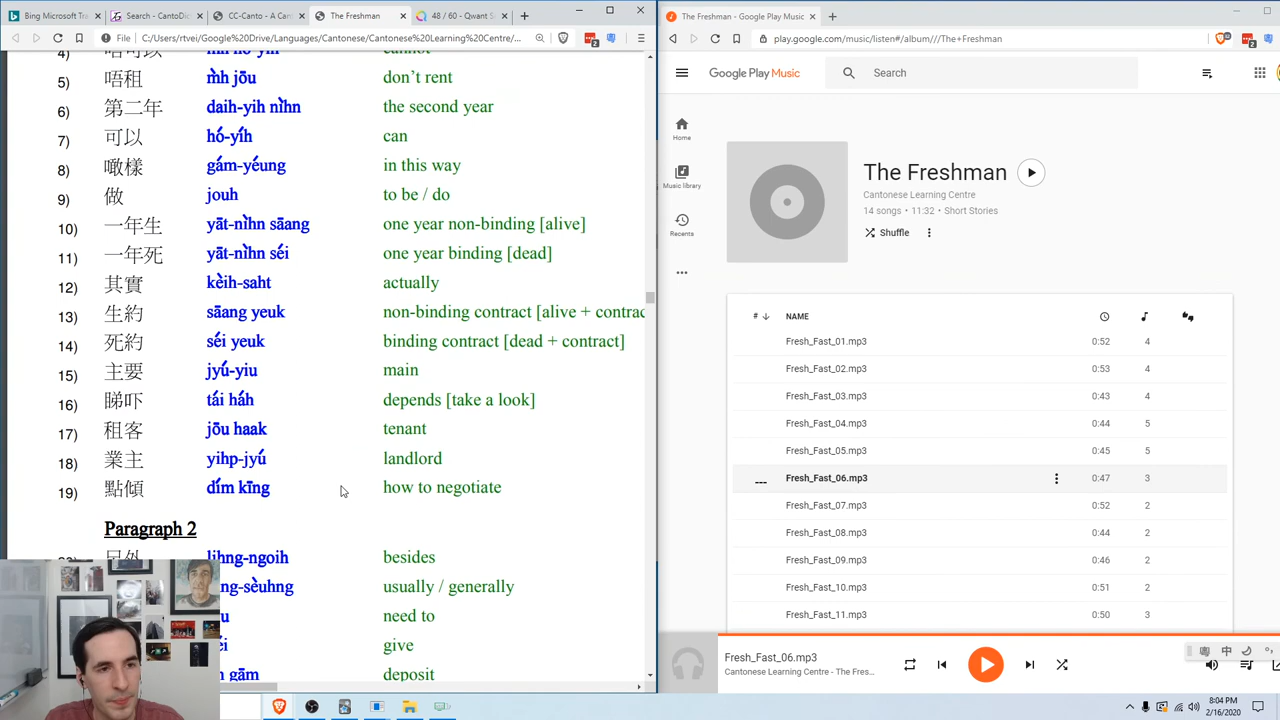 Bing Microsoft Tra
Search - CantoDict
CC-Canto - A Cant
The Freshman
48 / 60 - Qwant S
The Freshman - Google Play Music
File
C:/Users/rtvei/Google%20Drive/Languages/Cantonese/Cantonese%20Learning%20Centre/...
play.google.com/music/listen#/album///The+Freshman
Google Play Music
Search
4)
cannot
5) 唔租 m̀h jōu don't rent
6) 第二年 daih-yih nìhn the second year
7) 可以 hó-yíh can
8) 噉樣 gám-yéung in this way
9) 做 jouh to be / do
10) 一年生 yāt-nìhn sāang one year non-binding [alive]
11) 一年死 yāt-nìhn séi one year binding [dead]
12) 其實 kèih-saht actually
13) 生約 sāang yeuk non-binding contract [alive + contrac
14) 死約 séi yeuk binding contract [dead + contract]
15) 主要 jyú-yiu main
16) 睇吓 tái háh depends [take a look]
17) 租客 jōu haak tenant
18) 業主 yihp-jyú landlord
19) 點傾 dím kīng how to negotiate
Paragraph 2
lihng-ngoih besides
ng-sèuhng usually / generally
u need to
éi give
gām deposit
Home
Music library
Recents
The Freshman
Cantonese Learning Centre
14 songs • 11:32 • Short Stories
Shuffle
# NAME
Fresh_Fast_01.mp3 0:52 4
Fresh_Fast_02.mp3 0:53 4
Fresh_Fast_03.mp3 0:43 4
Fresh_Fast_04.mp3 0:44 5
Fresh_Fast_05.mp3 0:45 5
Fresh_Fast_06.mp3 0:47 3
Fresh_Fast_07.mp3 0:52 2
Fresh_Fast_08.mp3 0:44 2
Fresh_Fast_09.mp3 0:46 2
Fresh_Fast_10.mp3 0:51 2
Fresh_Fast_11.mp3 0:50 3
Fresh_Fast_06.mp3
Cantonese Learning Centre - The Fres...
中
8:04 PM
2/16/2020